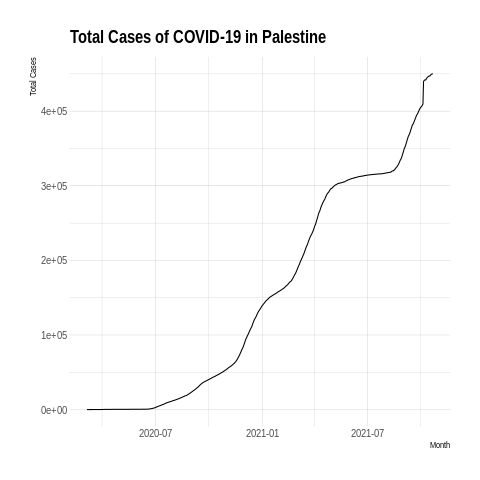 Total Cases of COVID-19 in Palestine
Total Cases
4e+05
3e+05
2e+05
1e+05
0e+00
2020-07 2021-01 2021-07
Month